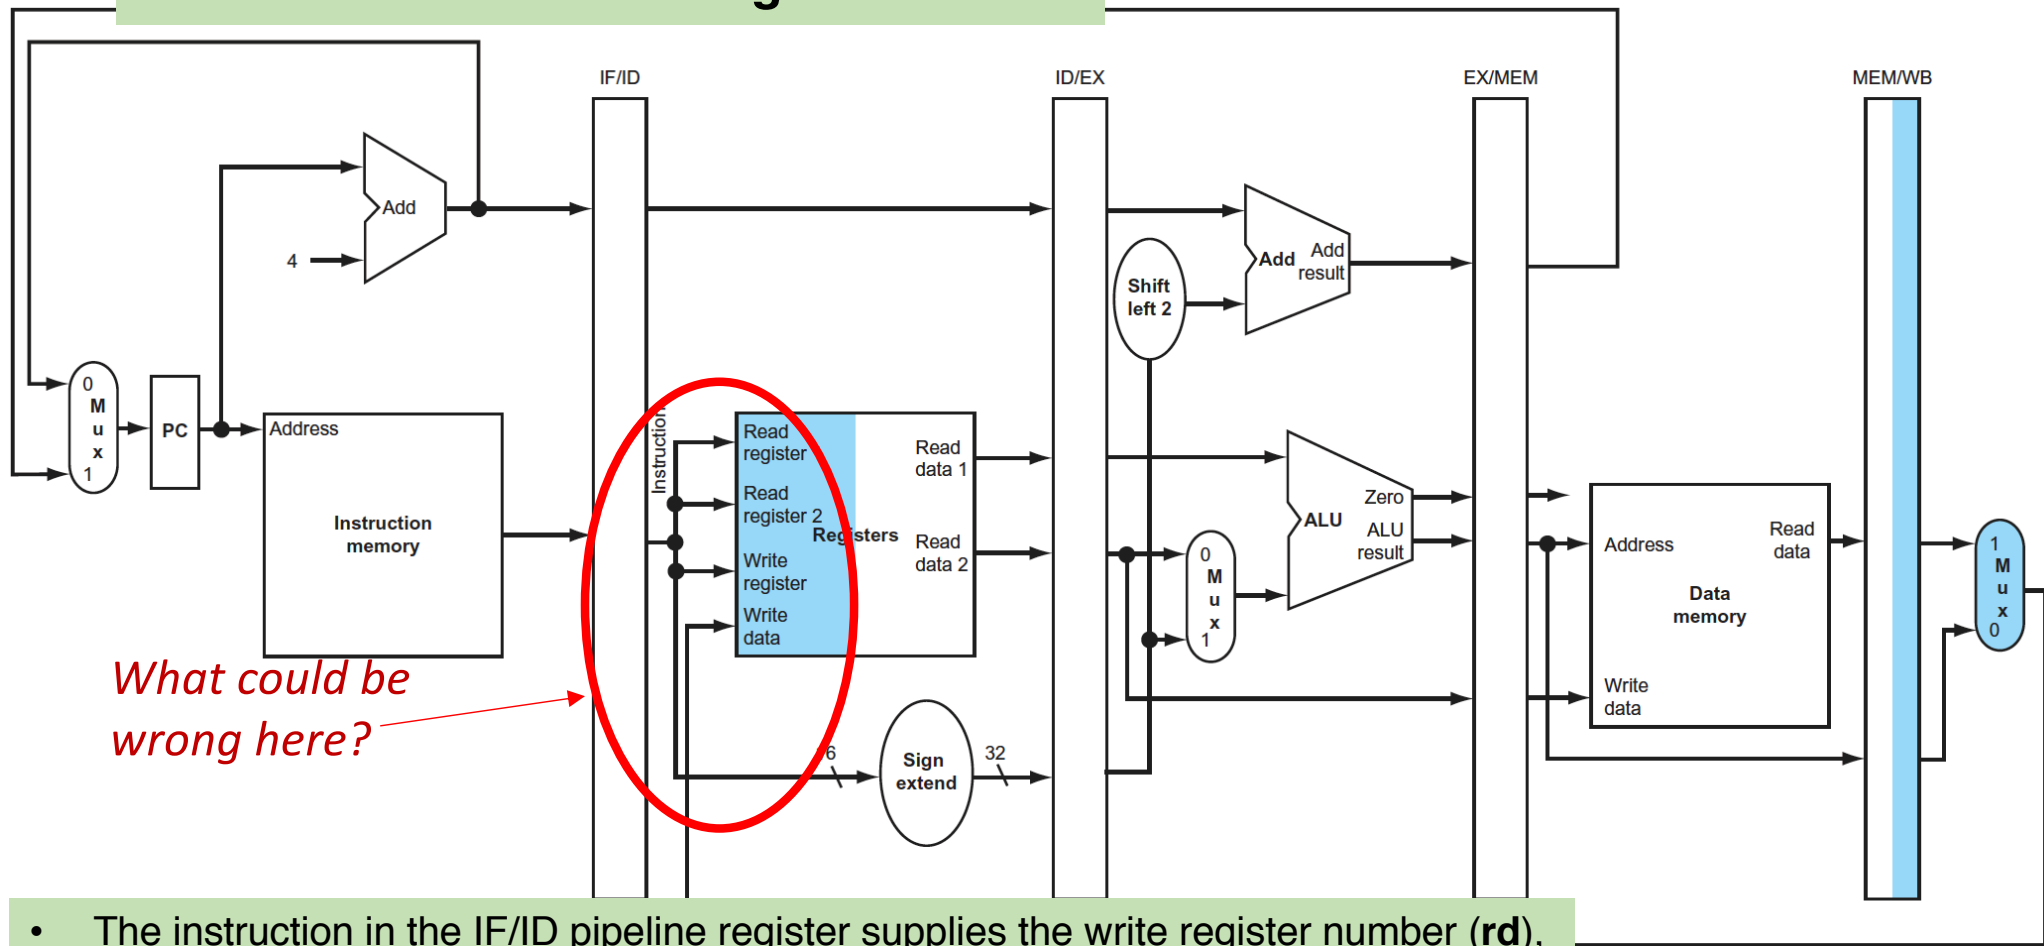 IF/ID
ID/EX
EX/MEM
MEM/WB
Add
4
Add
Add
result
Shift
left 2
0
M
u
x
1
PC
Address
Instruction
memory
Instruction
Read
register
Read
register 2
Write
register
Write
data
Registers
Read
data 1
Read
data 2
0
M
u
x
1
Zero
ALU
ALU
result
Address
Read
data
Data
memory
Write
data
1
M
u
x
0
What could be
wrong here?
6
Sign
extend
32
• The instruction in the IF/ID pipeline register supplies the write register number (rd),